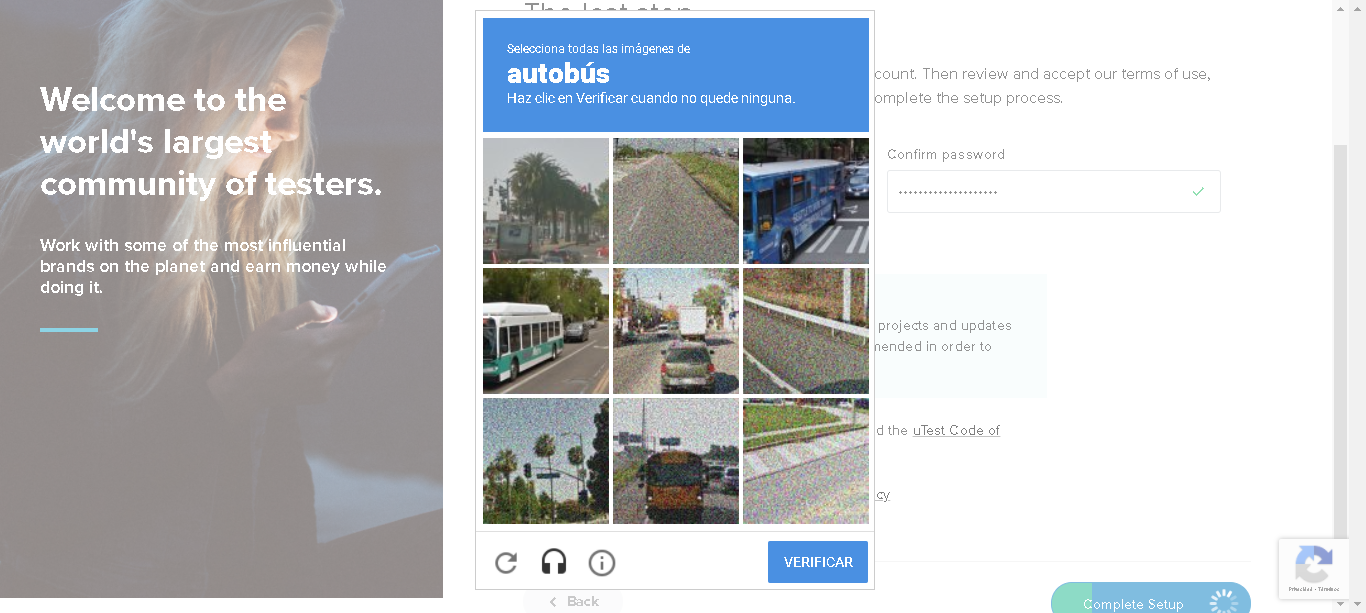 Welcome to the
world's largest
community of testers.
Work with some of the most influential
brands on the planet and earn money while
doing it.
The last step
count. Then review and accept our terms of use,
omplete the setup process.
Confirm password
projects and updates
mended in order to
d the uTest Code of
cy
Back
Complete Setup
Selecciona todas las imágenes de
autobús
Haz clic en Verificar cuando no quede ninguna.
VERIFICAR
Privacidad - Términos